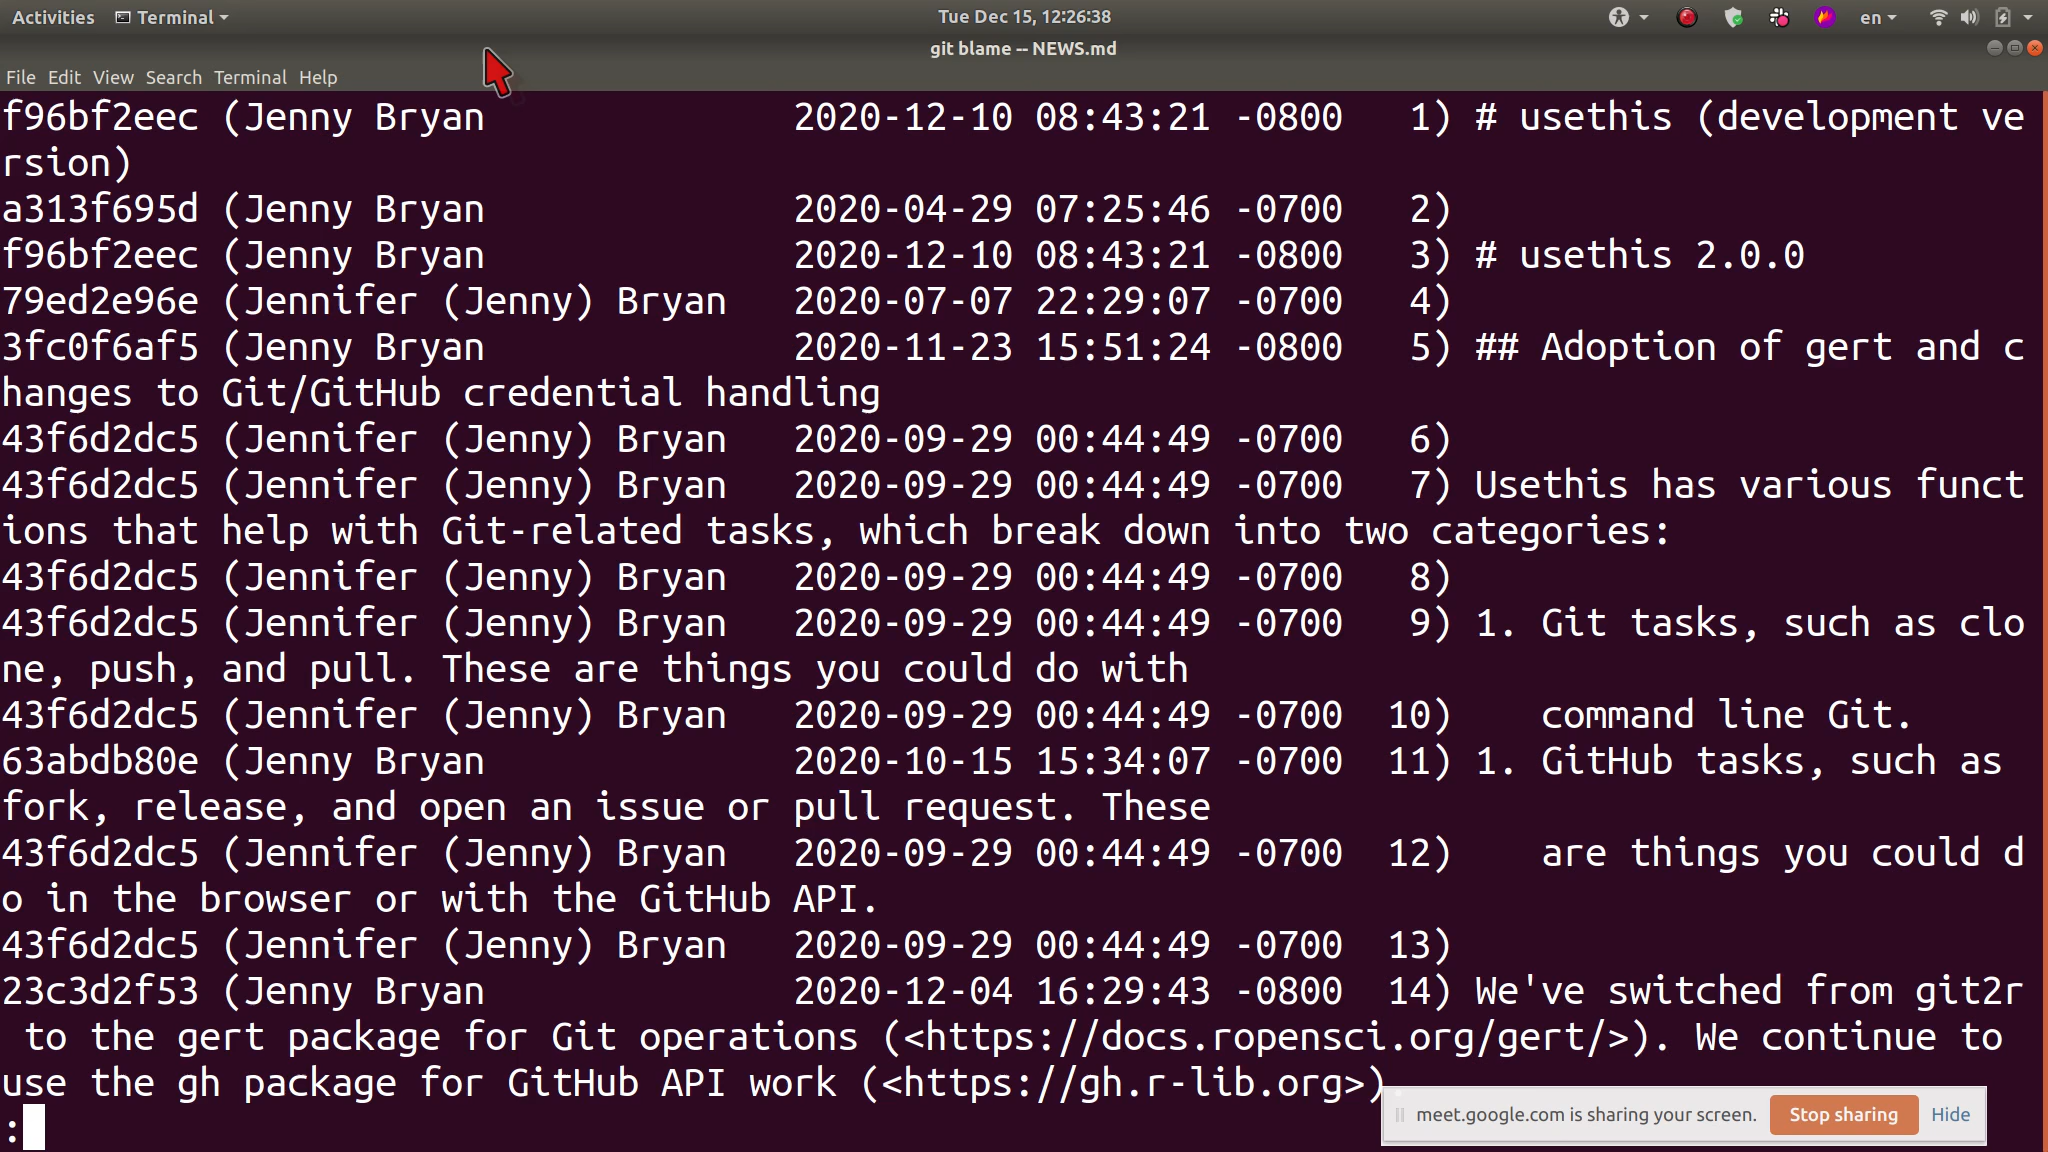 Activities Terminal Tue Dec 15, 12:26:38 en
git blame -- NEWS.md
File Edit View Search Terminal Help
f96bf2eec (Jenny Bryan 2020-12-10 08:43:21 -0800 1) # usethis (development ve
rsion)
a313f695d (Jenny Bryan 2020-04-29 07:25:46 -0700 2)
f96bf2eec (Jenny Bryan 2020-12-10 08:43:21 -0800 3) # usethis 2.0.0
79ed2e96e (Jennifer (Jenny) Bryan 2020-07-07 22:29:07 -0700 4)
3fc0f6af5 (Jenny Bryan 2020-11-23 15:51:24 -0800 5) ## Adoption of gert and c
hanges to Git/GitHub credential handling
43f6d2dc5 (Jennifer (Jenny) Bryan 2020-09-29 00:44:49 -0700 6)
43f6d2dc5 (Jennifer (Jenny) Bryan 2020-09-29 00:44:49 -0700 7) Usethis has various funct
ions that help with Git-related tasks, which break down into two categories:
43f6d2dc5 (Jennifer (Jenny) Bryan 2020-09-29 00:44:49 -0700 8)
43f6d2dc5 (Jennifer (Jenny) Bryan 2020-09-29 00:44:49 -0700 9) 1. Git tasks, such as clo
ne, push, and pull. These are things you could do with
43f6d2dc5 (Jennifer (Jenny) Bryan 2020-09-29 00:44:49 -0700 10) command line Git.
63abdb80e (Jenny Bryan 2020-10-15 15:34:07 -0700 11) 1. GitHub tasks, such as
fork, release, and open an issue or pull request. These
43f6d2dc5 (Jennifer (Jenny) Bryan 2020-09-29 00:44:49 -0700 12) are things you could d
o in the browser or with the GitHub API.
43f6d2dc5 (Jennifer (Jenny) Bryan 2020-09-29 00:44:49 -0700 13)
23c3d2f53 (Jenny Bryan 2020-12-04 16:29:43 -0800 14) We've switched from git2r
to the gert package for Git operations (<https://docs.ropensci.org/gert/>). We continue to
use the gh package for GitHub API work (<https://gh.r-lib.org>)
:
meet.google.com is sharing your screen. Stop sharing Hide